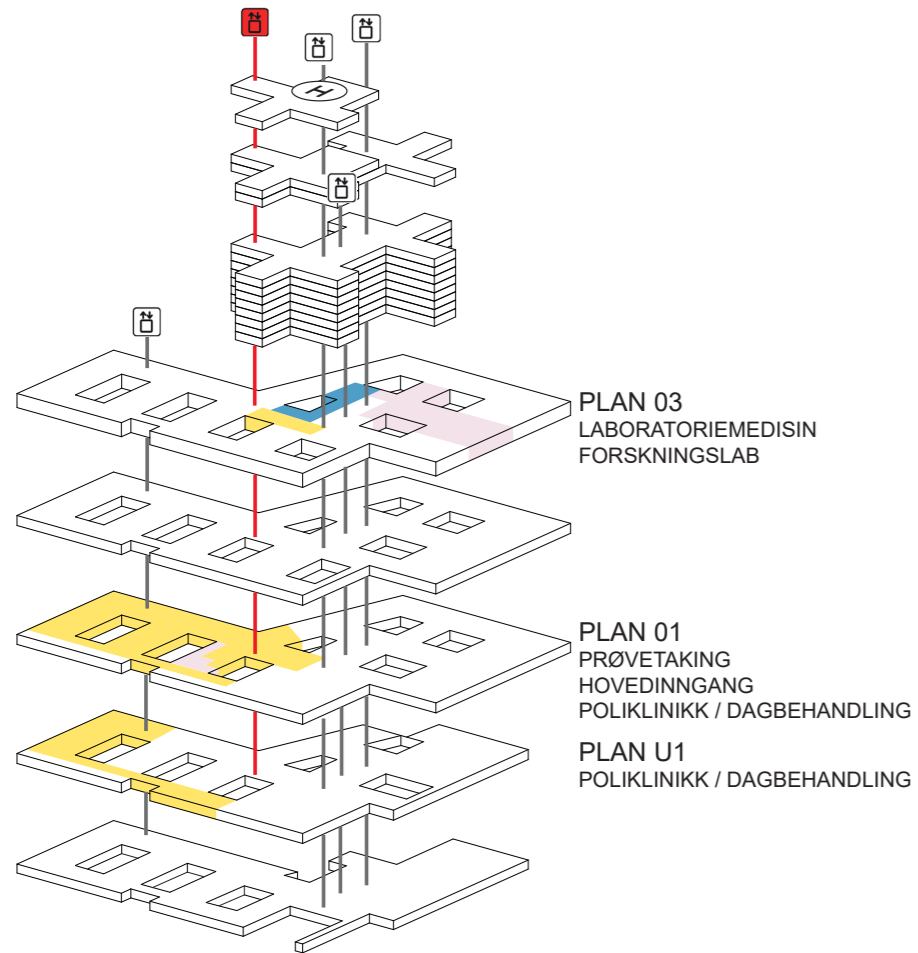 H
PLAN 03
LABORATORIEMEDISIN
FORSKNINGSLAB
PLAN 01
PRØVETAKING
HOVEDINNGANG
POLIKLINIKK / DAGBEHANDLING
PLAN U1
POLIKLINIKK / DAGBEHANDLING